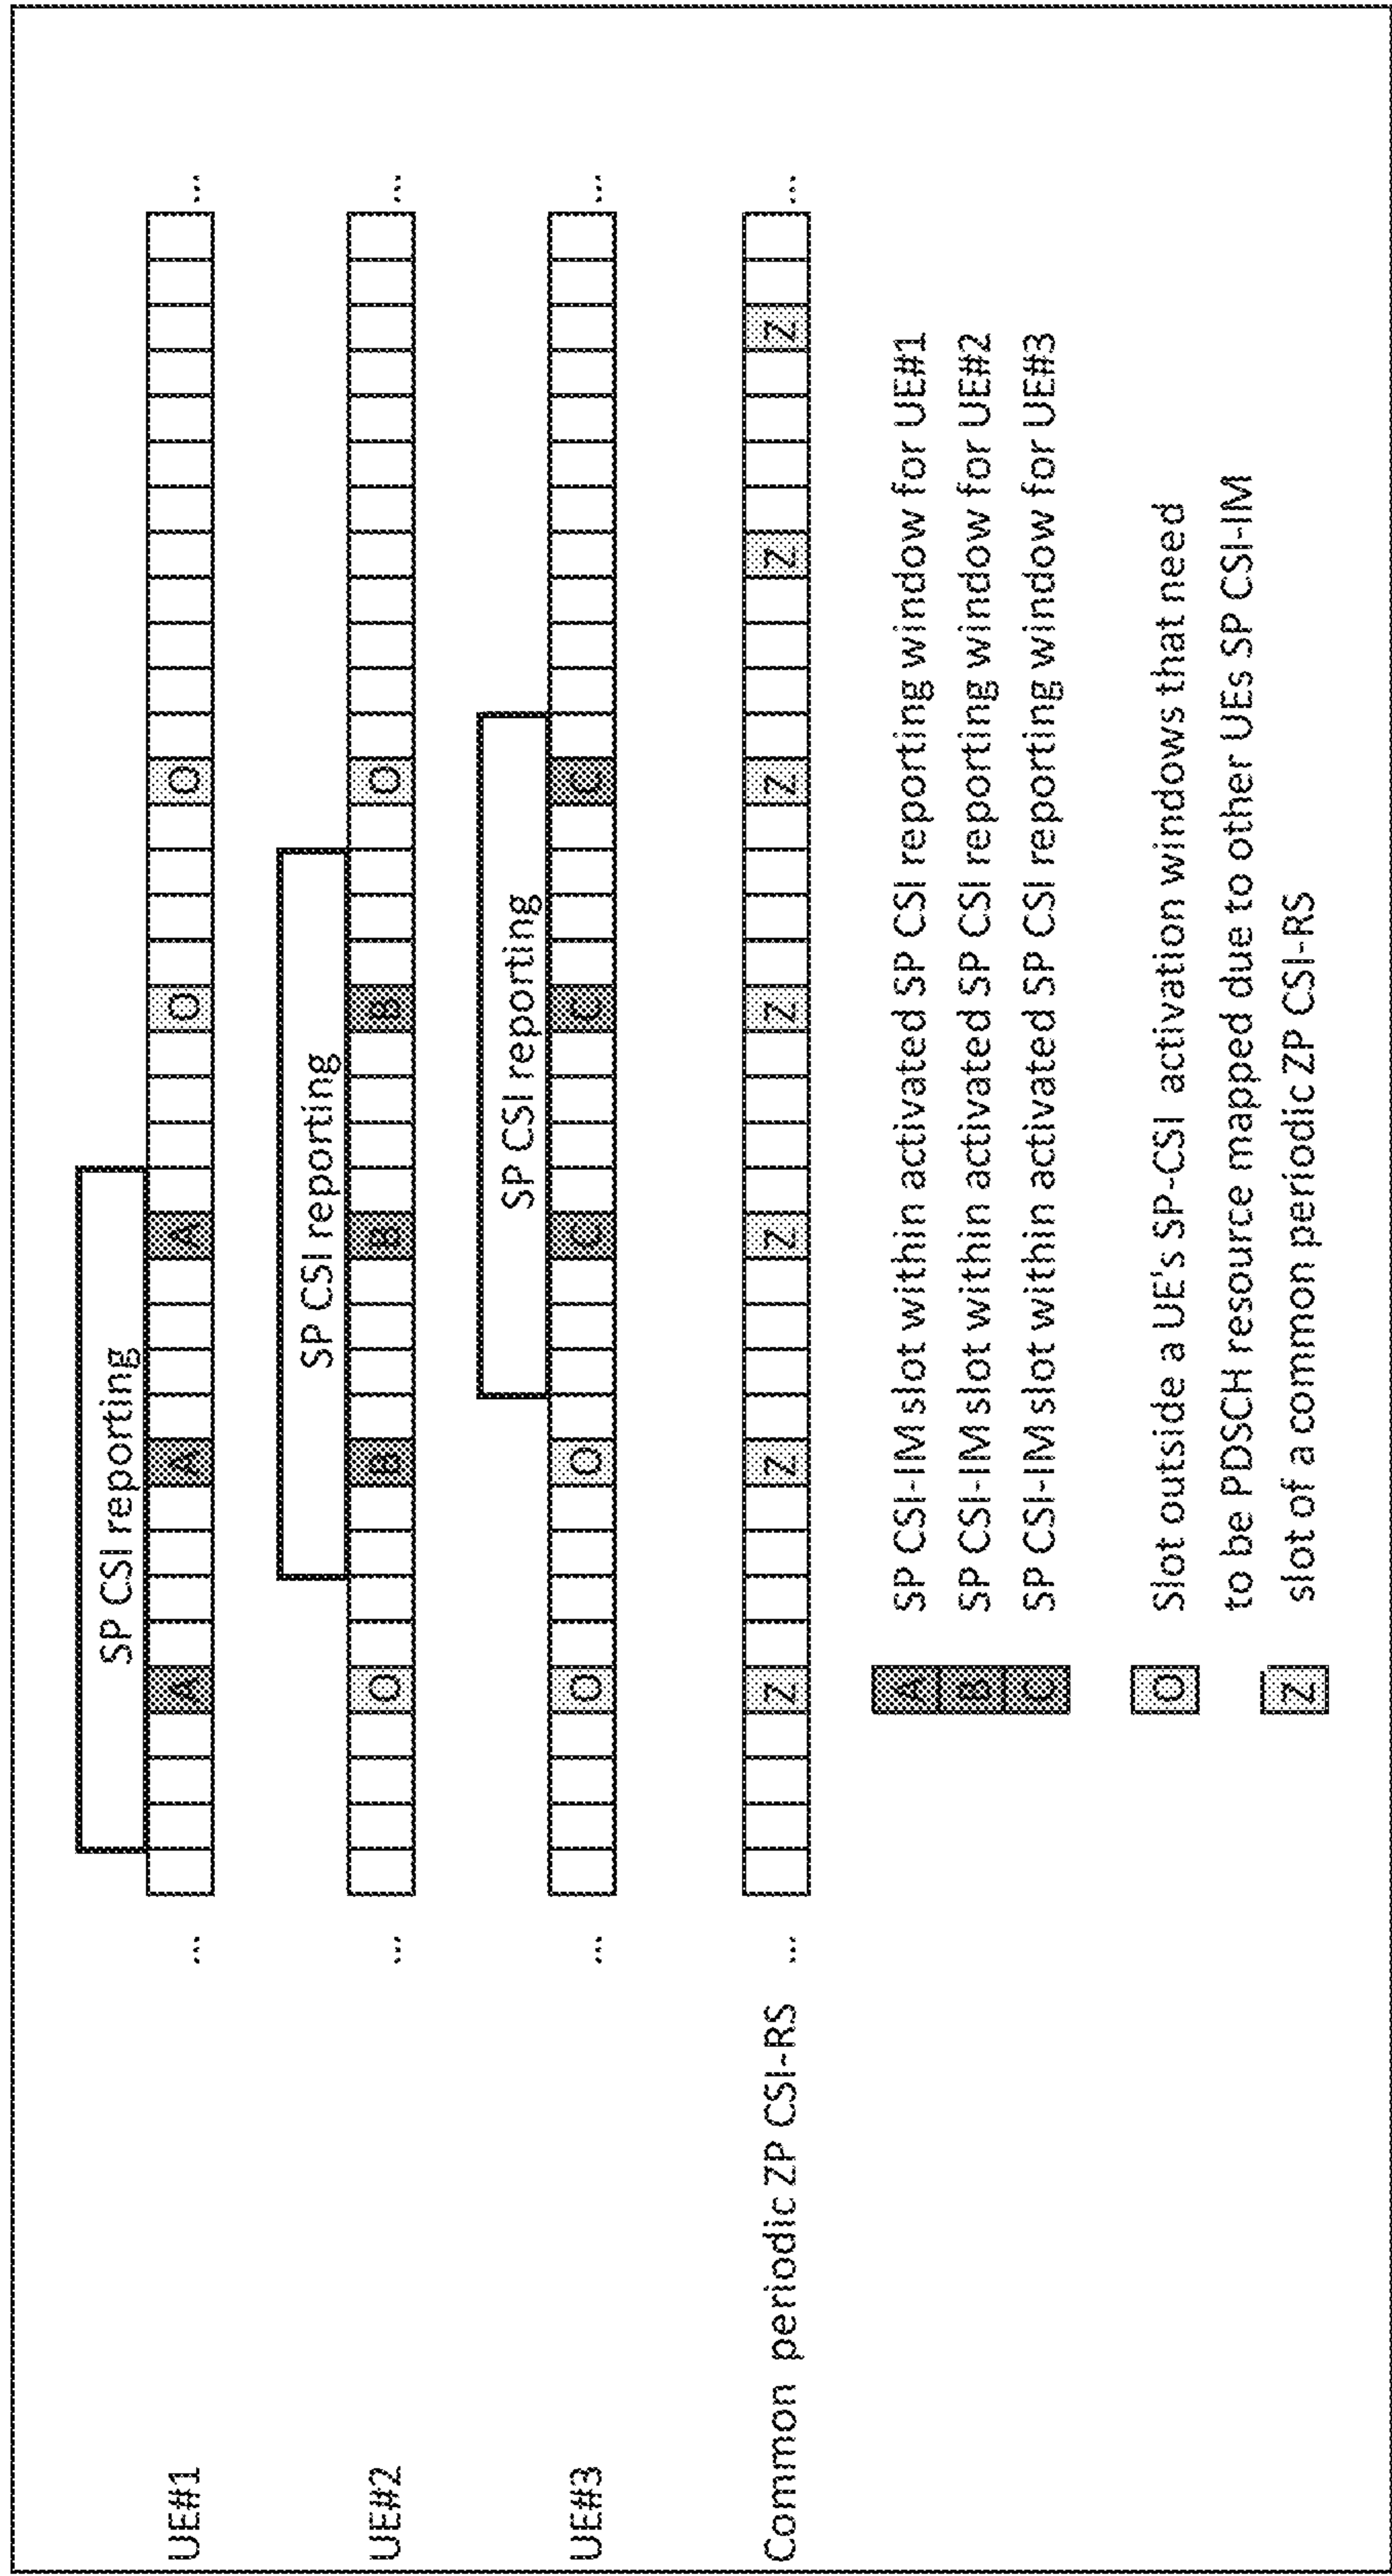 SP CSI reporting
UE#1 ... A A A O O ...
SP CSI reporting
UE#2 ... O B B B O ...
SP CSI reporting
UE#3 ... O O C C C ...
Common periodic ZP CSI-RS ... Z Z Z Z Z Z Z ...
A SP CSI-IM slot within activated SP CSI reporting window for UE#1
B SP CSI-IM slot within activated SP CSI reporting window for UE#2
C SP CSI-IM slot within activated SP CSI reporting window for UE#3
O Slot outside a UE's SP-CSI activation windows that need
to be PDSCH resource mapped due to other UEs SP CSI-IM
Z slot of a common periodic ZP CSI-RS